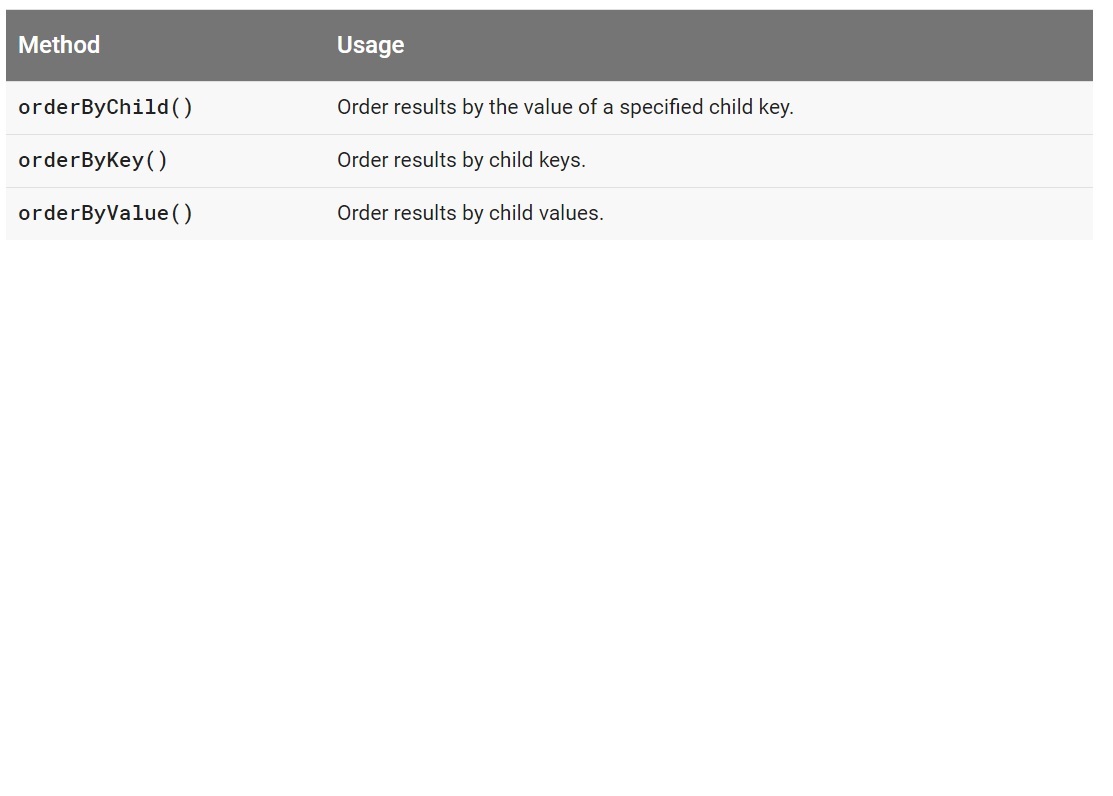 Method Usage
orderByChild() Order results by the value of a specified child key.
orderByKey() Order results by child keys.
orderByValue() Order results by child values.